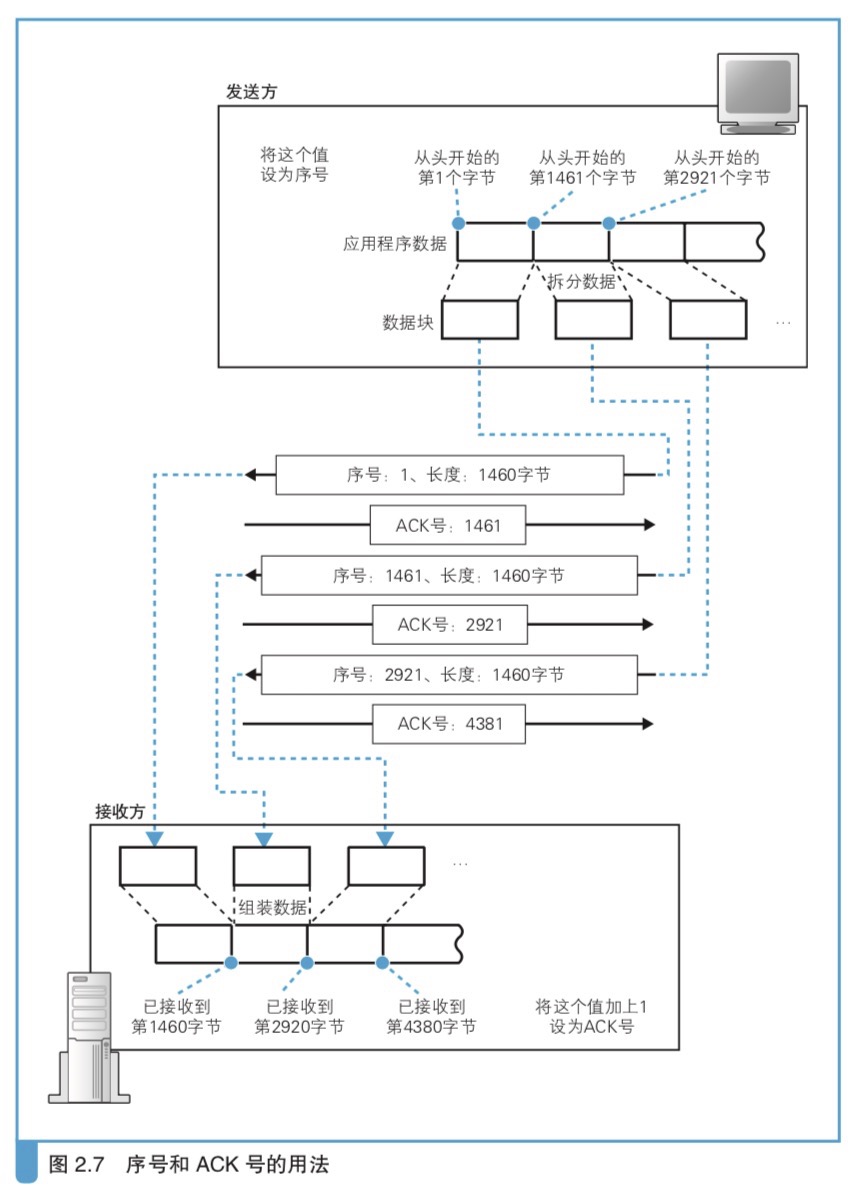 发送方
将这个值
设为序号
从头开始的
第1个字节
从头开始的
第1461个字节
从头开始的
第2921个字节
应用程序数据
拆分数据
数据块
…
序号：1、长度：1460字节
ACK号：1461
序号：1461、长度：1460字节
ACK号：2921
序号：2921、长度：1460字节
ACK号：4381
接收方
…
组装数据
已接收到
第1460字节
已接收到
第2920字节
已接收到
第4380字节
将这个值加上1
设为ACK号
图 2.7 序号和 ACK 号的用法